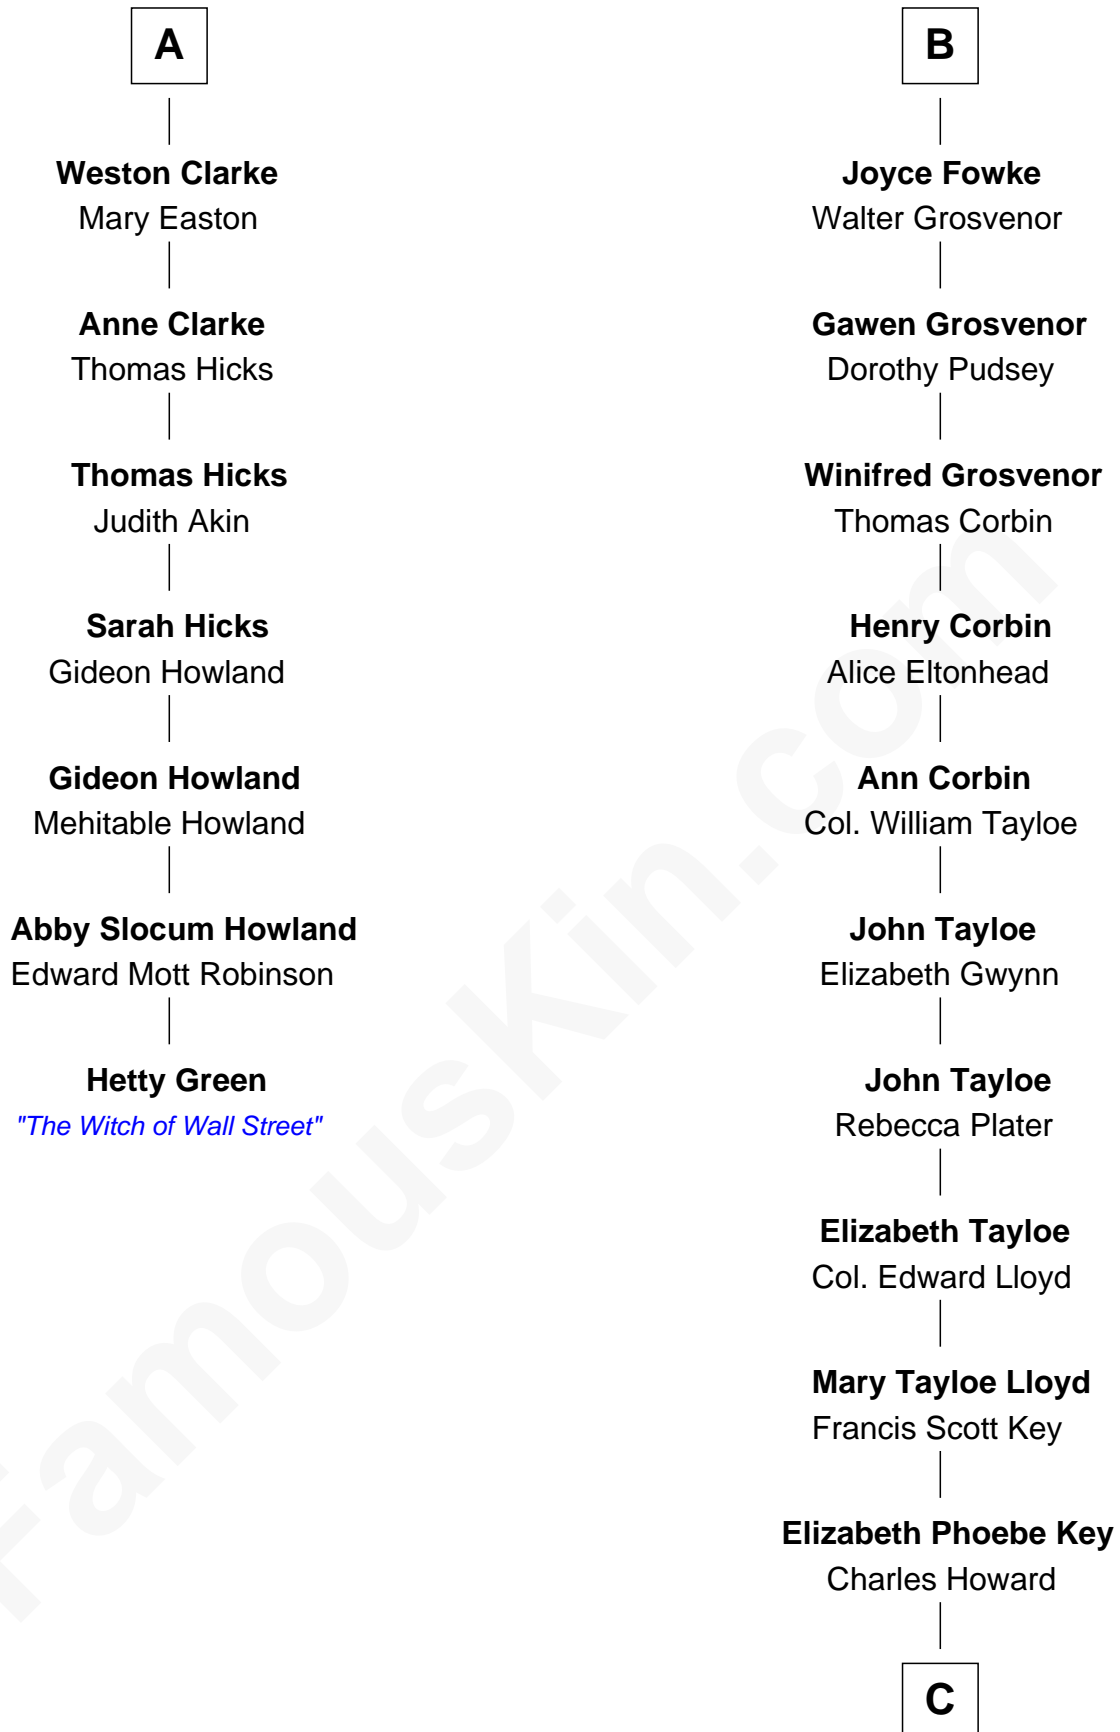 A
Weston Clarke
Mary Easton
Anne Clarke
Thomas Hicks
Thomas Hicks
Judith Akin
Sarah Hicks
Gideon Howland
Gideon Howland
Mehitable Howland
Abby Slocum Howland
Edward Mott Robinson
Hetty Green
"The Witch of Wall Street"
B
Joyce Fowke
Walter Grosvenor
Gawen Grosvenor
Dorothy Pudsey
Winifred Grosvenor
Thomas Corbin
Henry Corbin
Alice Eltonhead
Ann Corbin
Col. William Tayloe
John Tayloe
Elizabeth Gwynn
John Tayloe
Rebecca Plater
Elizabeth Tayloe
Col. Edward Lloyd
Mary Tayloe Lloyd
Francis Scott Key
Elizabeth Phoebe Key
Charles Howard
C
FamousKin.com